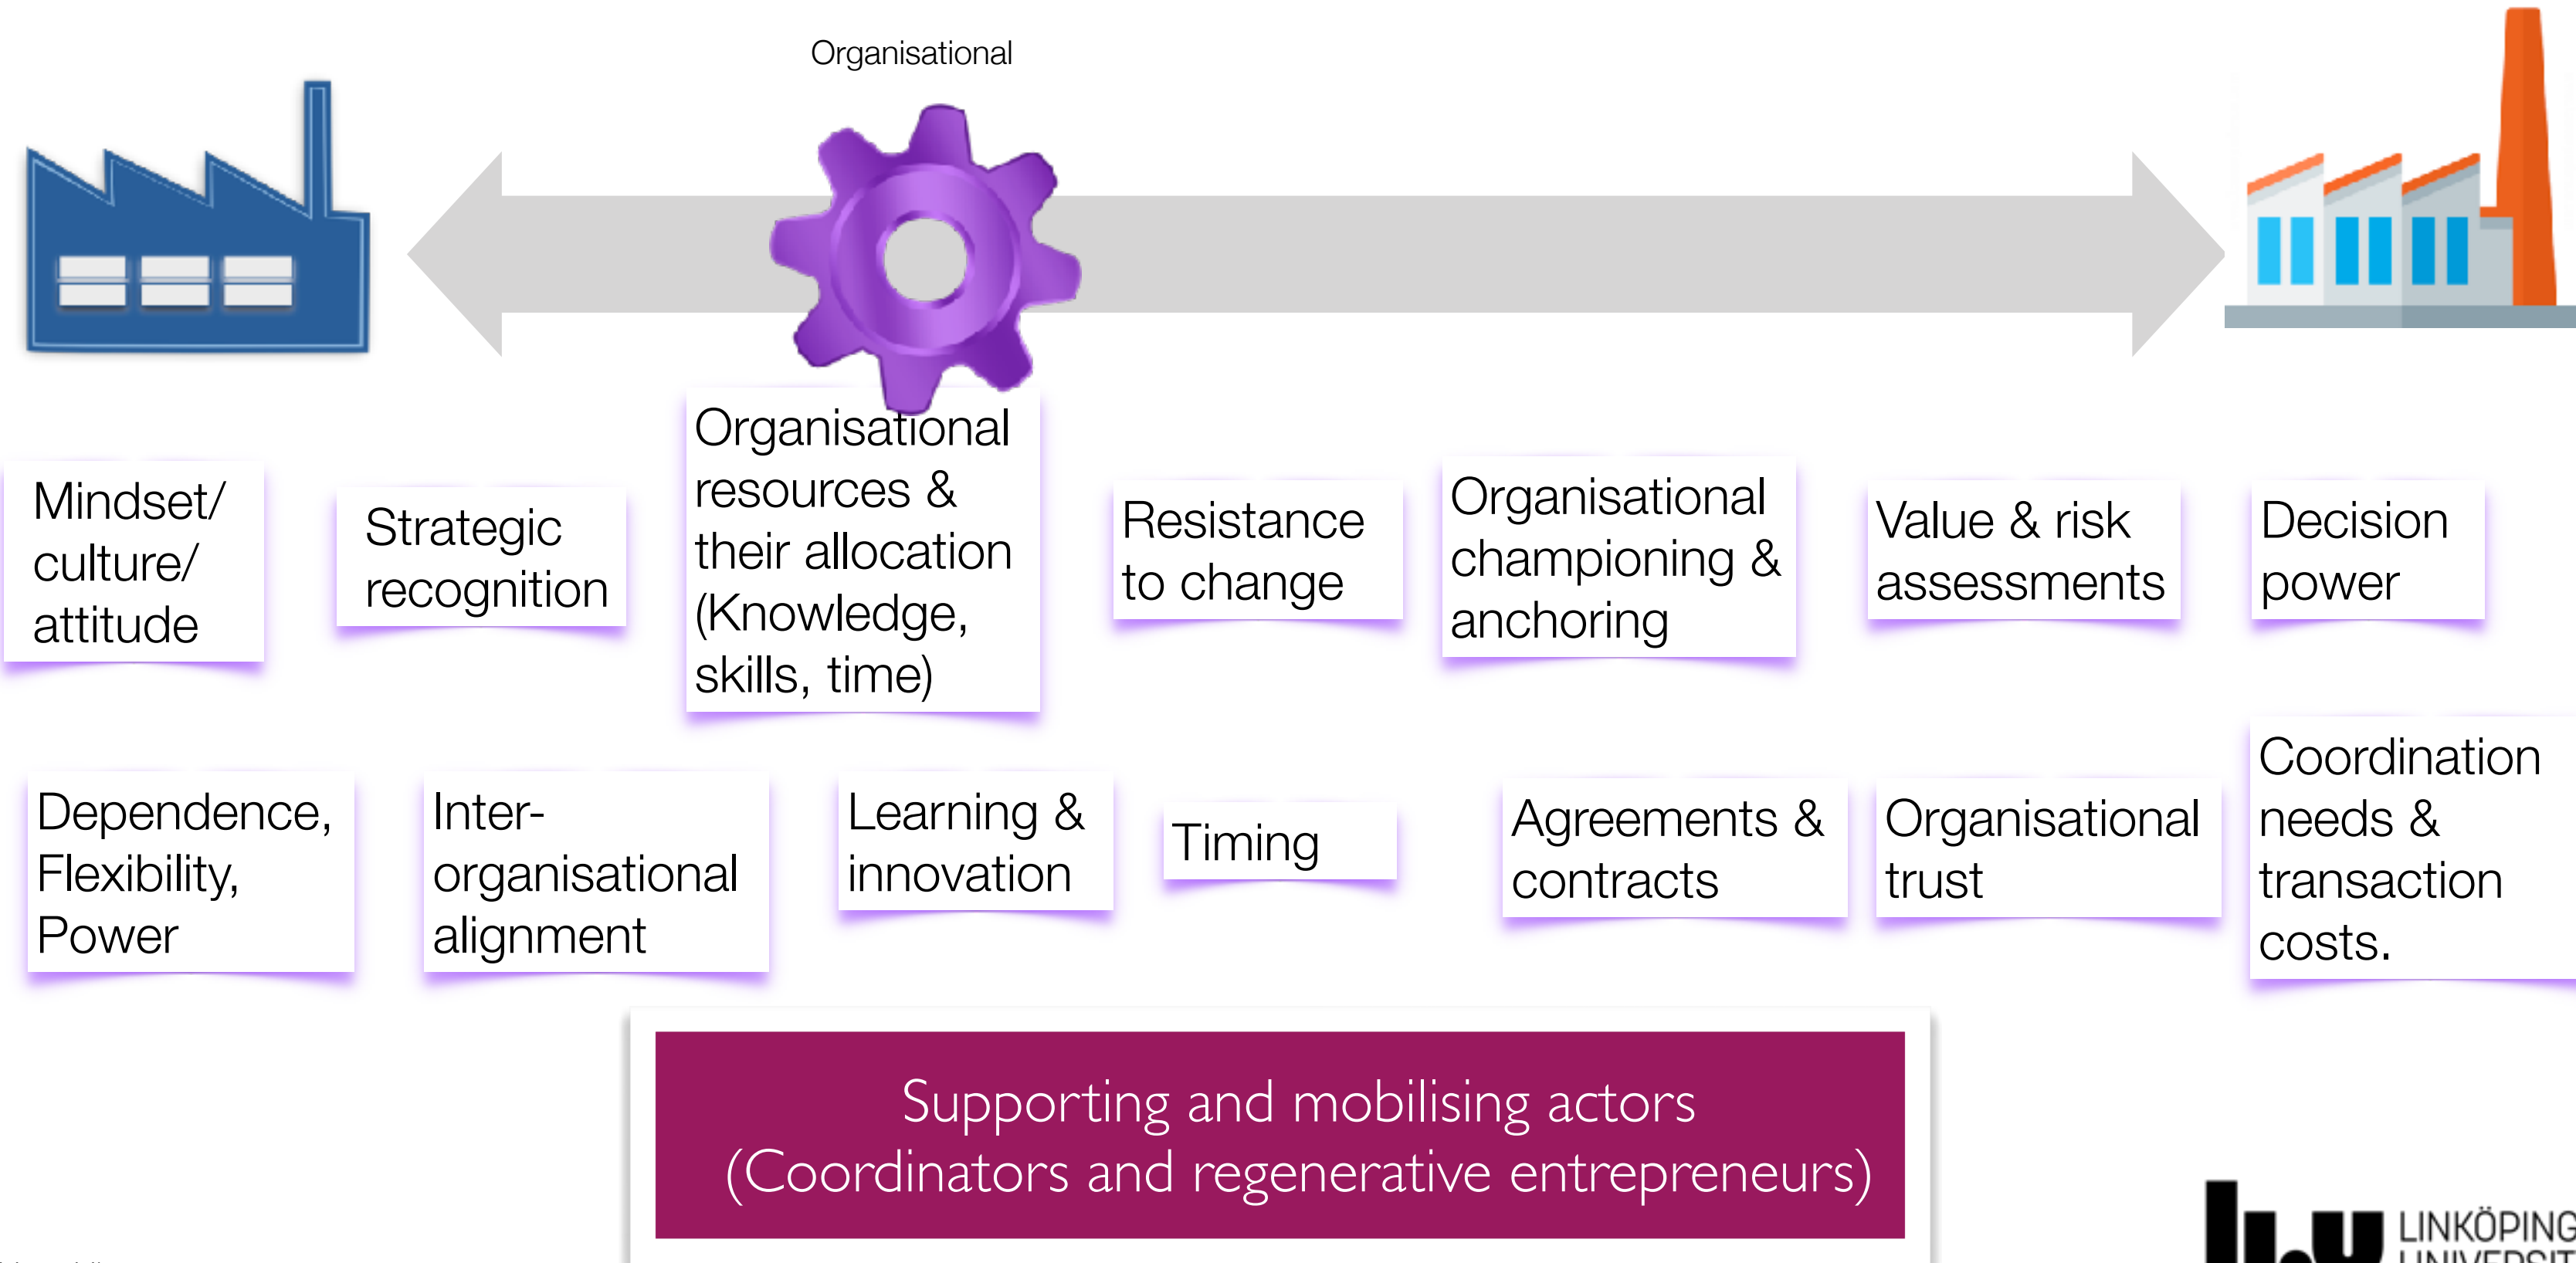 Organisational
Mindset/
culture/
attitude
Strategic
recognition
Organisational
resources &
their allocation
(Knowledge,
skills, time)
Resistance
to change
Organisational
championing &
anchoring
Value & risk
assessments
Decision
power
Dependence,
Flexibility,
Power
Inter-
organisational
alignment
Learning &
innovation
Timing
Agreements &
contracts
Organisational
trust
Coordination
needs &
transaction
costs.
Supporting and mobilising actors
(Coordinators and regenerative entrepreneurs)
LINKÖPING